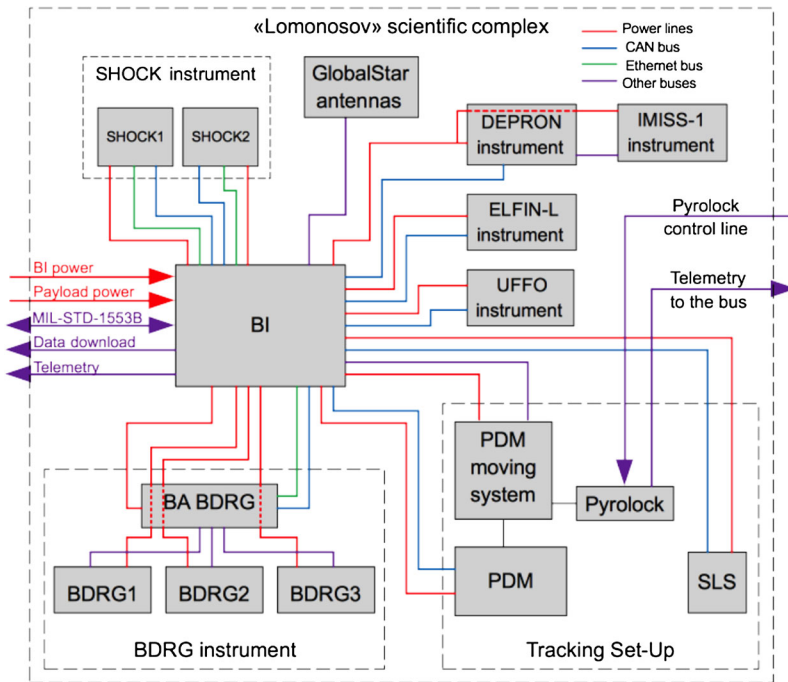 «Lomonosov» scientific complex
Power lines
CAN bus
Ethernet bus
Other buses
SHOCK instrument
SHOCK1
SHOCK2
GlobalStar
antennas
DEPRON
instrument
IMISS-1
instrument
ELFIN-L
instrument
Pyrolock
control line
UFFO
instrument
Telemetry
to the bus
BI power
Payload power
MIL-STD-1553B
Data download
Telemetry
BI
PDM
moving
system
Pyrolock
BA BDRG
PDM
SLS
BDRG1
BDRG2
BDRG3
BDRG instrument
Tracking Set-Up